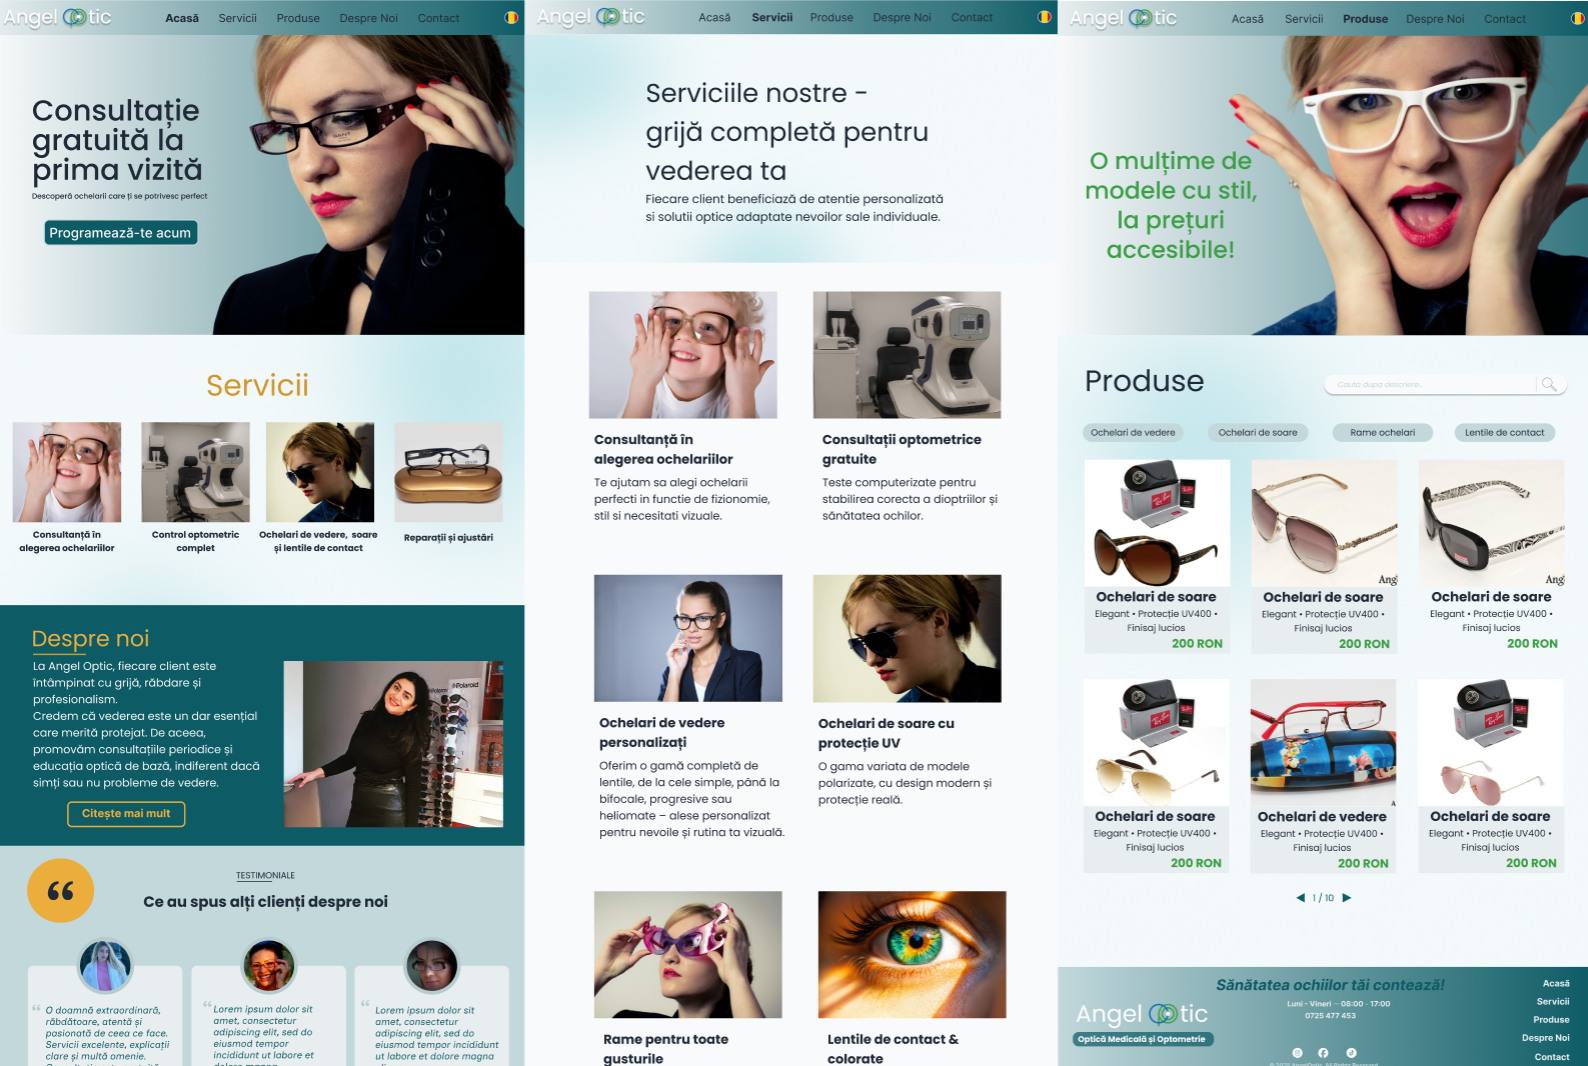 Angel Optic
Acasă
Servicii
Produse
Despre Noi
Contact
Consultație
gratuită la
prima vizită
Descoperă ochelarii care ți se potrivesc perfect
Programează-te acum
Servicii
Consultanță în
alegerea ochelariilor
Control optometric
complet
Ochelari de vedere, soare
și lentile de contact
Reparații și ajustări
Despre noi
La Angel Optic, fiecare client este
întâmpinat cu grijă, răbdare și
profesionalism.
Credem că vederea este un dar esențial
care merită protejat. De aceea,
promovăm consultațiile periodice și
educația optică de bază, indiferent dacă
simți sau nu probleme de vedere.
Citește mai mult
Polaroid
TESTIMONIALE
Ce au spus alți clienți despre noi
O doamnă extraordinară,
răbdătoare, atentă și
pasionată de ceea ce face.
Servicii excelente, explicații
clare și multă omenie.
Lorem ipsum dolor sit
amet, consectetur
adipiscing elit, sed do
eiusmod tempor
incididunt ut labore et
dolore magna
Lorem ipsum dolor sit
amet, consectetur
adipiscing elit, sed do
eiusmod tempor incididunt
ut labore et dolore magna
Angel Optic
Acasă
Servicii
Produse
Despre Noi
Contact
Serviciile nostre -
grijă completă pentru
vederea ta
Fiecare client beneficiază de atentie personalizată
si solutii optice adaptate nevoilor sale individuale.
Consultanță în
alegerea ochelariilor
Te ajutam sa alegi ochelarii
perfecti in functie de fizionomie,
stil si necesitati vizuale.
Consultații optometrice
gratuite
Teste computerizate pentru
stabilirea corecta a dioptriilor și
sănătatea ochilor.
Ochelari de vedere
personalizați
Oferim o gamă completă de
lentile, de la cele simple, până la
bifocale, progresive sau
heliomate – alese personalizat
pentru nevoile și rutina ta vizuală.
Ochelari de soare cu
protecție UV
O gama variata de modele
polarizate, cu design modern și
protecție reală.
Rame pentru toate
gusturile
Lentile de contact &
colorate
Angel Optic
Acasă
Servicii
Produse
Despre Noi
Contact
O mulțime de
modele cu stil,
la prețuri
accesibile!
Produse
Cauta dupa descriere..
Ochelari de vedere
Ochelari de soare
Rame ochelari
Lentile de contact
Ray-Ban
Ochelari de soare
Elegant • Protecție UV400 •
Finisaj lucios
200 RON
Ang
Ochelari de soare
Elegant • Protecție UV400 •
Finisaj lucios
200 RON
Ang
Ochelari de soare
Elegant • Protecție UV400 •
Finisaj lucios
200 RON
Ray-Ban
Ochelari de soare
Elegant • Protecție UV400 •
Finisaj lucios
200 RON
A
Ochelari de vedere
Elegant • Protecție UV400 •
Finisaj lucios
200 RON
Ray-Ban
Ochelari de soare
Elegant • Protecție UV400 •
Finisaj lucios
200 RON
1 / 10
Sănătatea ochiilor tăi contează!
Luni - Vineri — 08:00 - 17:00
0725 477 453
Angel Optic
Optică Medicală și Optometrie
Acasă
Servicii
Produse
Despre Noi
Contact